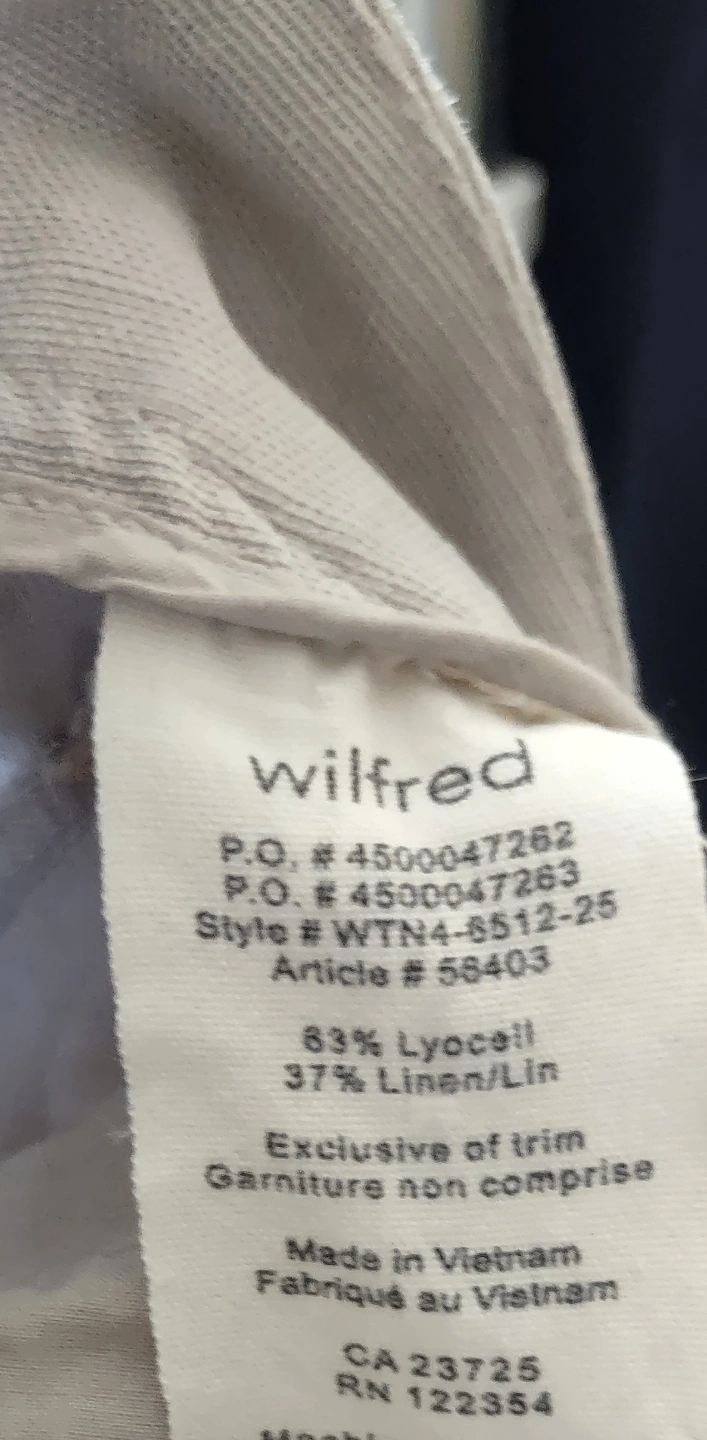 wilfred
P.O. # 4500047262
P.O. # 4500047263
Style # WTN4-6512-25
Article # 56403
63% Lyocell
37% Linen/Lin
Exclusive of trim
Garniture non comprise
Made in Vietnam
Fabriqué au Vietnam
CA 23725
RN 122354